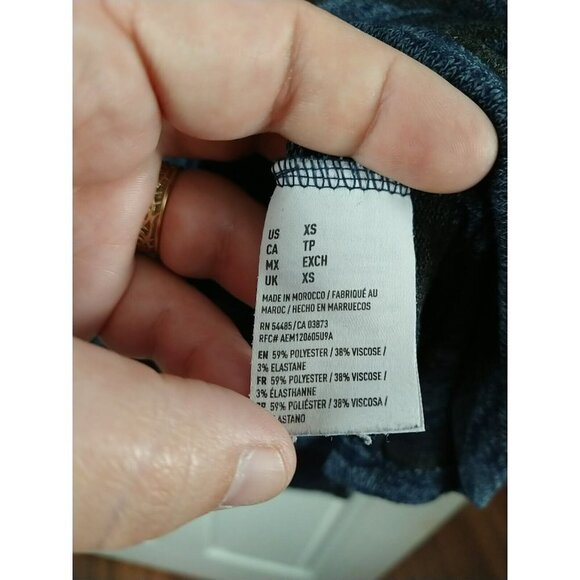 US XS
CA TP
MX EXCH
UK XS
MADE IN MOROCCO / FABRIQUÉ AU
MAROC / HECHO EN MARRUECOS
RN 54485/CA 03873
RFC# AEM120605U9A
EN 59% POLYESTER / 38% VISCOSE /
3% ELASTANE
FR 59% POLYESTER / 38% VISCOSE /
3% ÉLASTHANNE
59% POLIÉSTER / 38% VISCOSA /